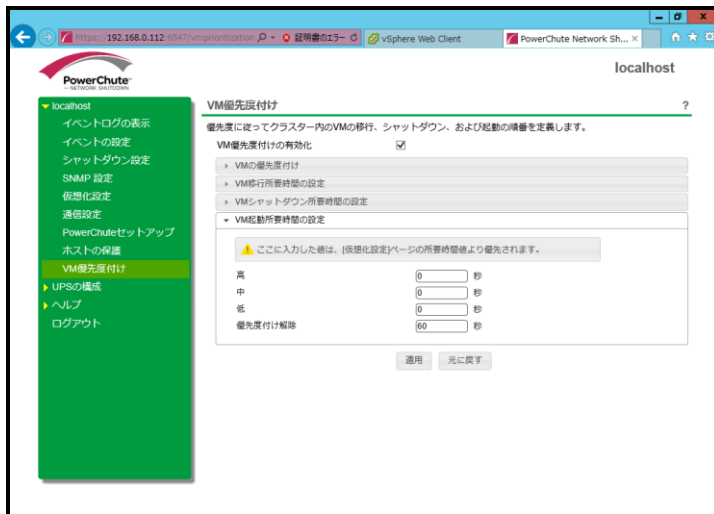 https://192.168.0.112:6547/vmprioritization
証明書のエラー
vSphere Web Client
PowerChute Network Sh...
PowerChute
NETWORK SHUTDOWN
localhost
localhost
イベントログの表示
イベントの設定
シャットダウン設定
SNMP 設定
仮想化設定
通信設定
PowerChuteセットアップ
ホストの保護
VM優先度付け
UPSの構成
ヘルプ
ログアウト
VM優先度付け
?
優先度に従ってクラスター内のVMの移行、シャットダウン、および起動の順番を定義します。
VM優先度付けの有効化
VMの優先度付け
VM移行所要時間の設定
VMシャットダウン所要時間の設定
VM起動所要時間の設定
ここに入力した値は、[仮想化設定]ページの所要時間値より優先されます。
高 0 秒
中 0 秒
低 0 秒
優先度付け解除 60 秒
適用 元に戻す